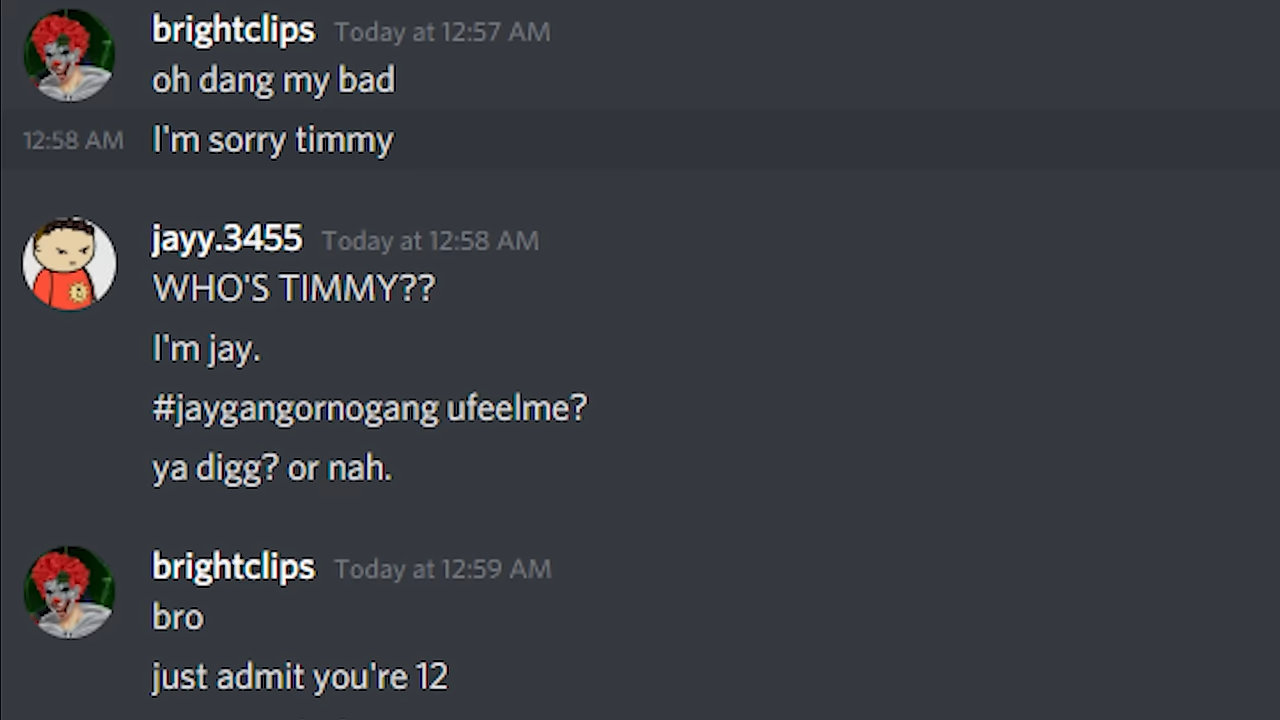 brightclips Today at 12:57 AM
oh dang my bad
12:58 AM I'm sorry timmy
jayy.3455 Today at 12:58 AM
WHO'S TIMMY??
I'm jay.
#jaygangornogang ufeelme?
ya digg? or nah.
brightclips Today at 12:59 AM
bro
just admit you're 12